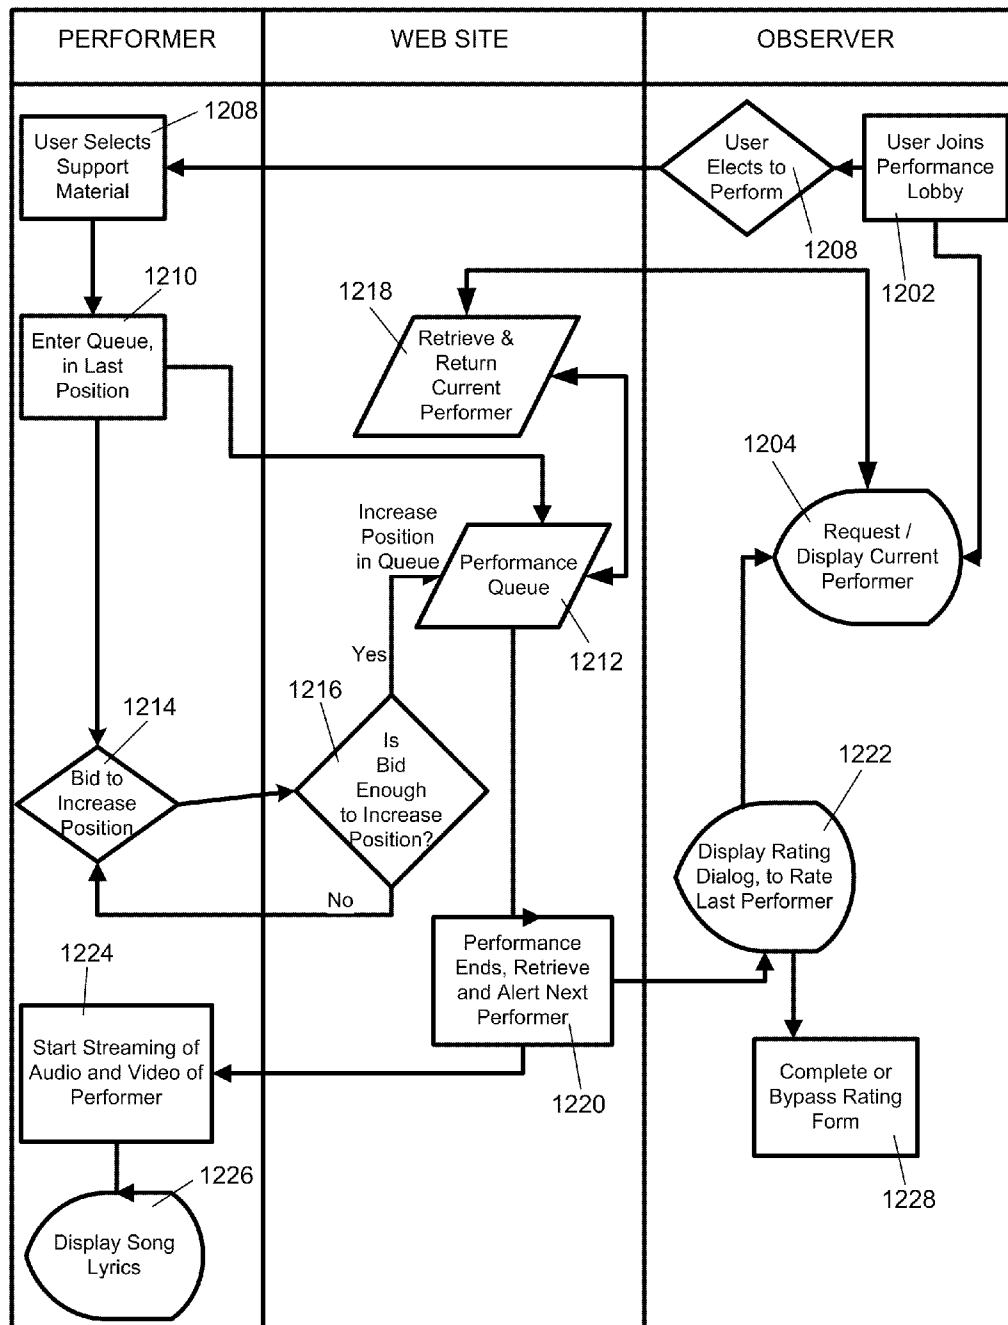 PERFORMER
WEB SITE
OBSERVER
1208
User Selects
Support
Material
User
Elects to
Perform
1208
User Joins
Performance
Lobby
1202
1210
Enter Queue,
in Last
Position
1218
Retrieve &
Return
Current
Performer
1204
Request /
Display Current
Performer
Increase
Position
in Queue
Performance
Queue
1212
Yes
1214
Bid to
Increase
Position
1216
Is
Bid
Enough
to Increase
Position?
No
1222
Display Rating
Dialog, to Rate
Last Performer
Performance
Ends, Retrieve
and Alert Next
Performer
1220
1224
Start Streaming of
Audio and Video of
Performer
Complete or
Bypass Rating
Form
1228
1226
Display Song
Lyrics